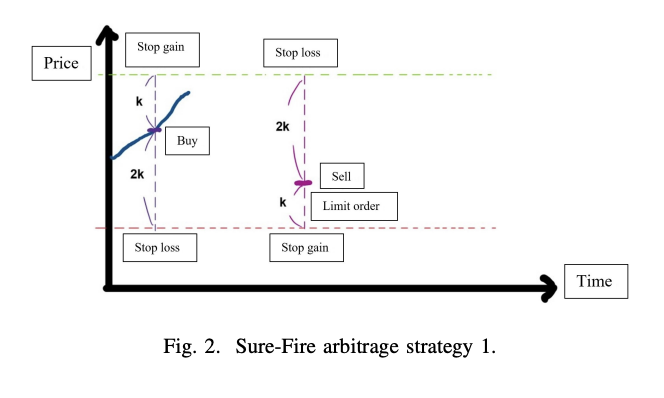 Price
Stop gain
Stop loss
k
Buy
2k
2k
Sell
k
Limit order
Stop loss
Stop gain
Time
Fig. 2. Sure-Fire arbitrage strategy 1.